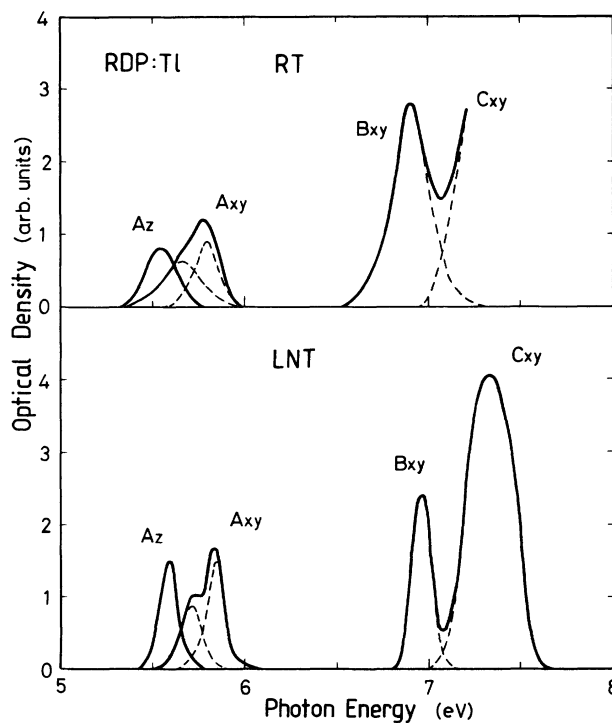 4
RDP:Tl RT
3
Cxy
Bxy
2
Axy
Az
1
0
Optical Density (arb. units)
LNT
Cxy
4
3
Bxy
2
Axy
Az
1
0
5 6 7 8
Photon Energy (eV)